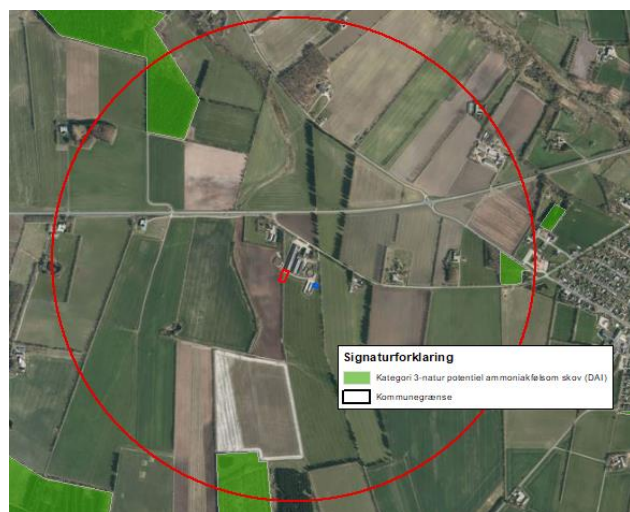 Signaturforklaring
Kategori 3-natur potentiel ammoniakfølsom skov (DAI)
Kommunegrænse